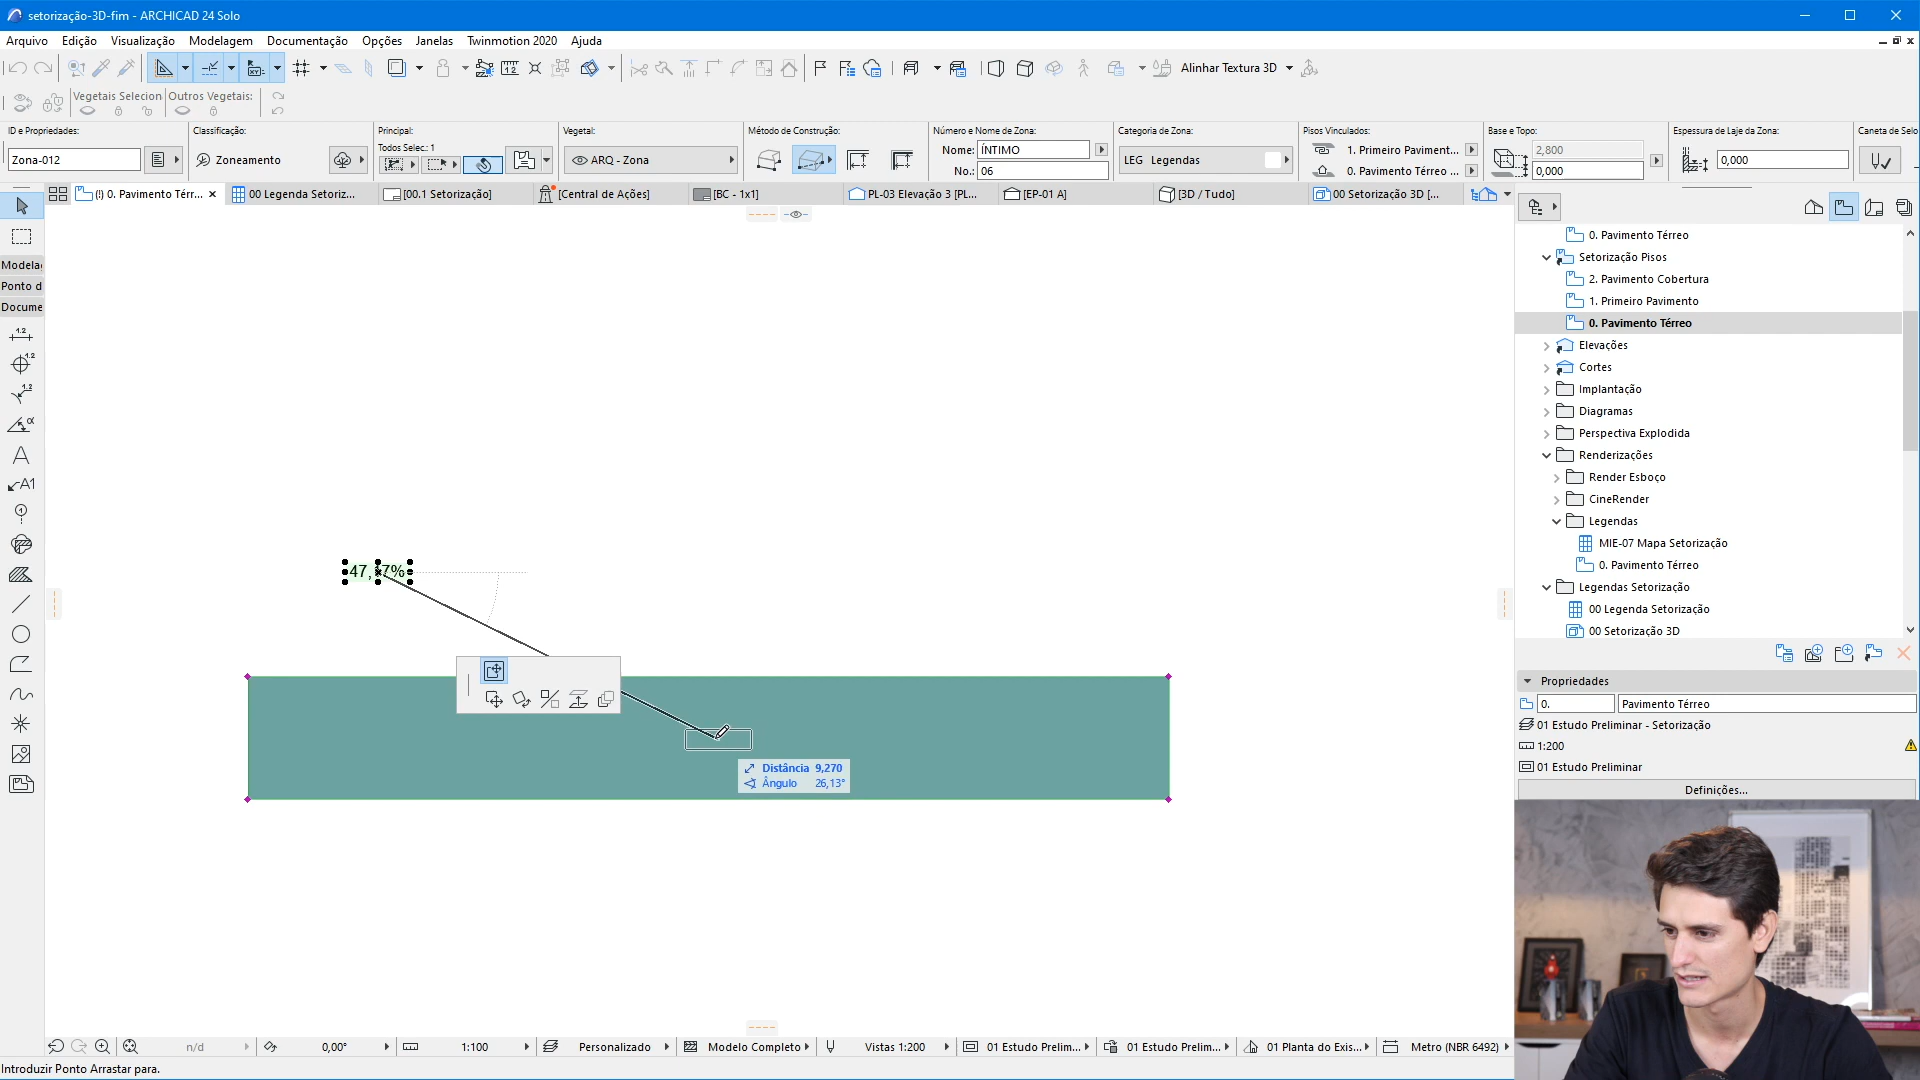 setorização-3D-fim - ARCHICAD 24 Solo
Arquivo Edição Visualização Modelagem Documentação Opções Janelas Twinmotion 2020 Ajuda
Alinhar Textura 3D
Vegetais Selecion Outros Vegetais:
ID e Propriedades: Classificação: Principal: Vegetal: Método de Construção: Número e Nome de Zona: Categoria de Zona: Pisos Vinculados: Base e Topo: Espessura de Laje da Zona: Caneta de Selo
Todos Selec.: 1
Zona-012 Zoneamento ARQ - Zona Nome: ÍNTIMO LEG Legendas 1. Primeiro Paviment... 2,800 0,000
No.: 06 0. Pavimento Térreo ... 0,000
(!) 0. Pavimento Térr... 00 Legenda Setoriz... [00.1 Setorização] [Central de Ações] [BC - 1x1] PL-03 Elevação 3 [PL... [EP-01 A] [3D / Tudo] 00 Setorização 3D [...
Modela
Ponto d
Docume
0. Pavimento Térreo
Setorização Pisos
2. Pavimento Cobertura
1. Primeiro Pavimento
0. Pavimento Térreo
Elevações
Cortes
Implantação
Diagramas
Perspectiva Explodida
Renderizações
Render Esboço
CineRender
Legendas
MIE-07 Mapa Setorização
0. Pavimento Térreo
Legendas Setorização
00 Legenda Setorização
00 Setorização 3D
Propriedades
0. Pavimento Térreo
01 Estudo Preliminar - Setorização
1:200
01 Estudo Preliminar
Definições...
Distância 9,270
Ângulo 26,13°
n/d 0,00° 1:100 Personalizado Modelo Completo Vistas 1:200 01 Estudo Prelim... 01 Estudo Prelim... 01 Planta do Exis... Metro (NBR 6492)
Introduzir Ponto Arrastar para.